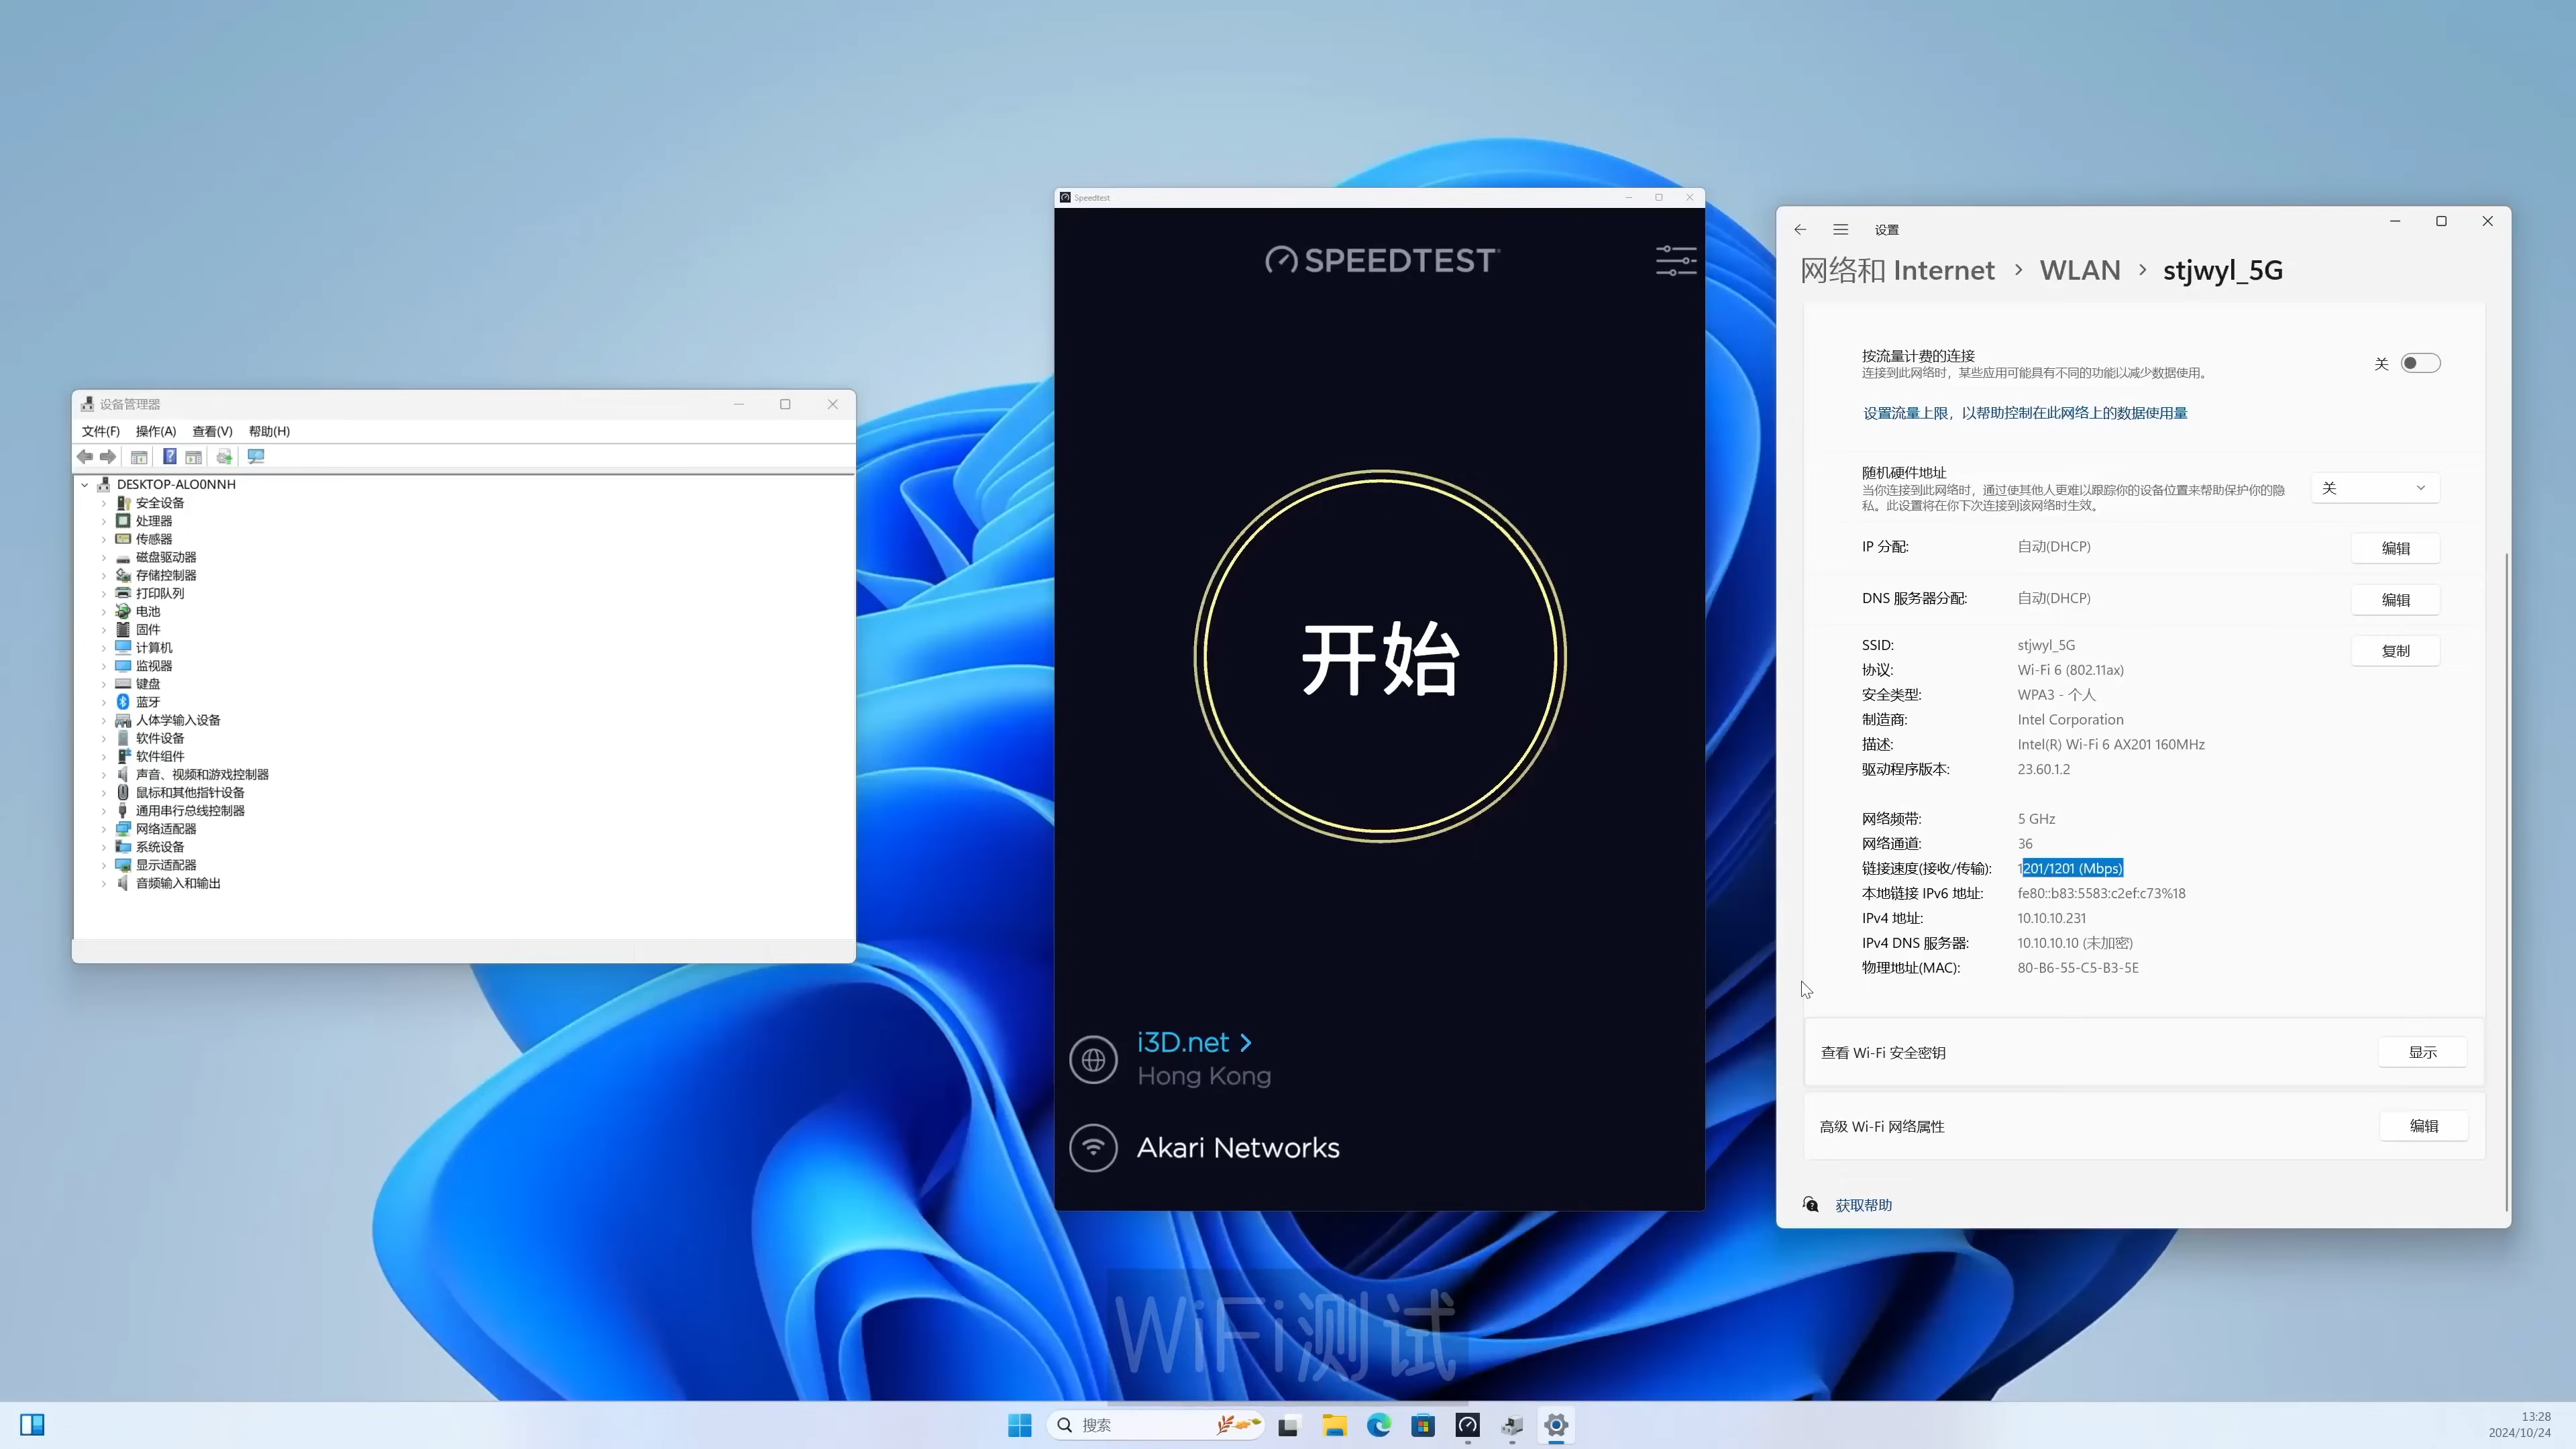 设备管理器
文件(F) 操作(A) 查看(V) 帮助(H)
DESKTOP-ALO0NNH
安全设备
处理器
传感器
磁盘驱动器
存储控制器
打印队列
电池
固件
计算机
监视器
键盘
蓝牙
人体学输入设备
软件设备
软件组件
声音、视频和游戏控制器
鼠标和其他指针设备
通用串行总线控制器
网络适配器
系统设备
显示适配器
音频输入和输出
Speedtest
SPEEDTEST
开始
i3D.net
Hong Kong
Akari Networks
设置
网络和 Internet › WLAN › stjwyl_5G
按流量计费的连接
连接到此网络时，某些应用可能具有不同的功能以减少数据使用。
关
设置流量上限，以帮助控制在此网络上的数据使用量
随机硬件地址
当你连接到此网络时，通过使其他人更难以跟踪你的设备位置来帮助保护你的隐
私。此设置将在你下次连接到该网络时生效。
关
IP 分配: 自动(DHCP) 编辑
DNS 服务器分配: 自动(DHCP) 编辑
SSID: stjwyl_5G 复制
协议: Wi-Fi 6 (802.11ax)
安全类型: WPA3 - 个人
制造商: Intel Corporation
描述: Intel(R) Wi-Fi 6 AX201 160MHz
驱动程序版本: 23.60.1.2
网络频带: 5 GHz
网络通道: 36
链接速度(接收/传输): 1201/1201 (Mbps)
本地链接 IPv6 地址: fe80::b83:5583:c2ef:c73%18
IPv4 地址: 10.10.10.231
IPv4 DNS 服务器: 10.10.10.10 (未加密)
物理地址(MAC): 80-B6-55-C5-B3-5E
查看 Wi-Fi 安全密钥 显示
高级 Wi-Fi 网络属性 编辑
获取帮助
WiFi测试
搜索
13:28
2024/10/24